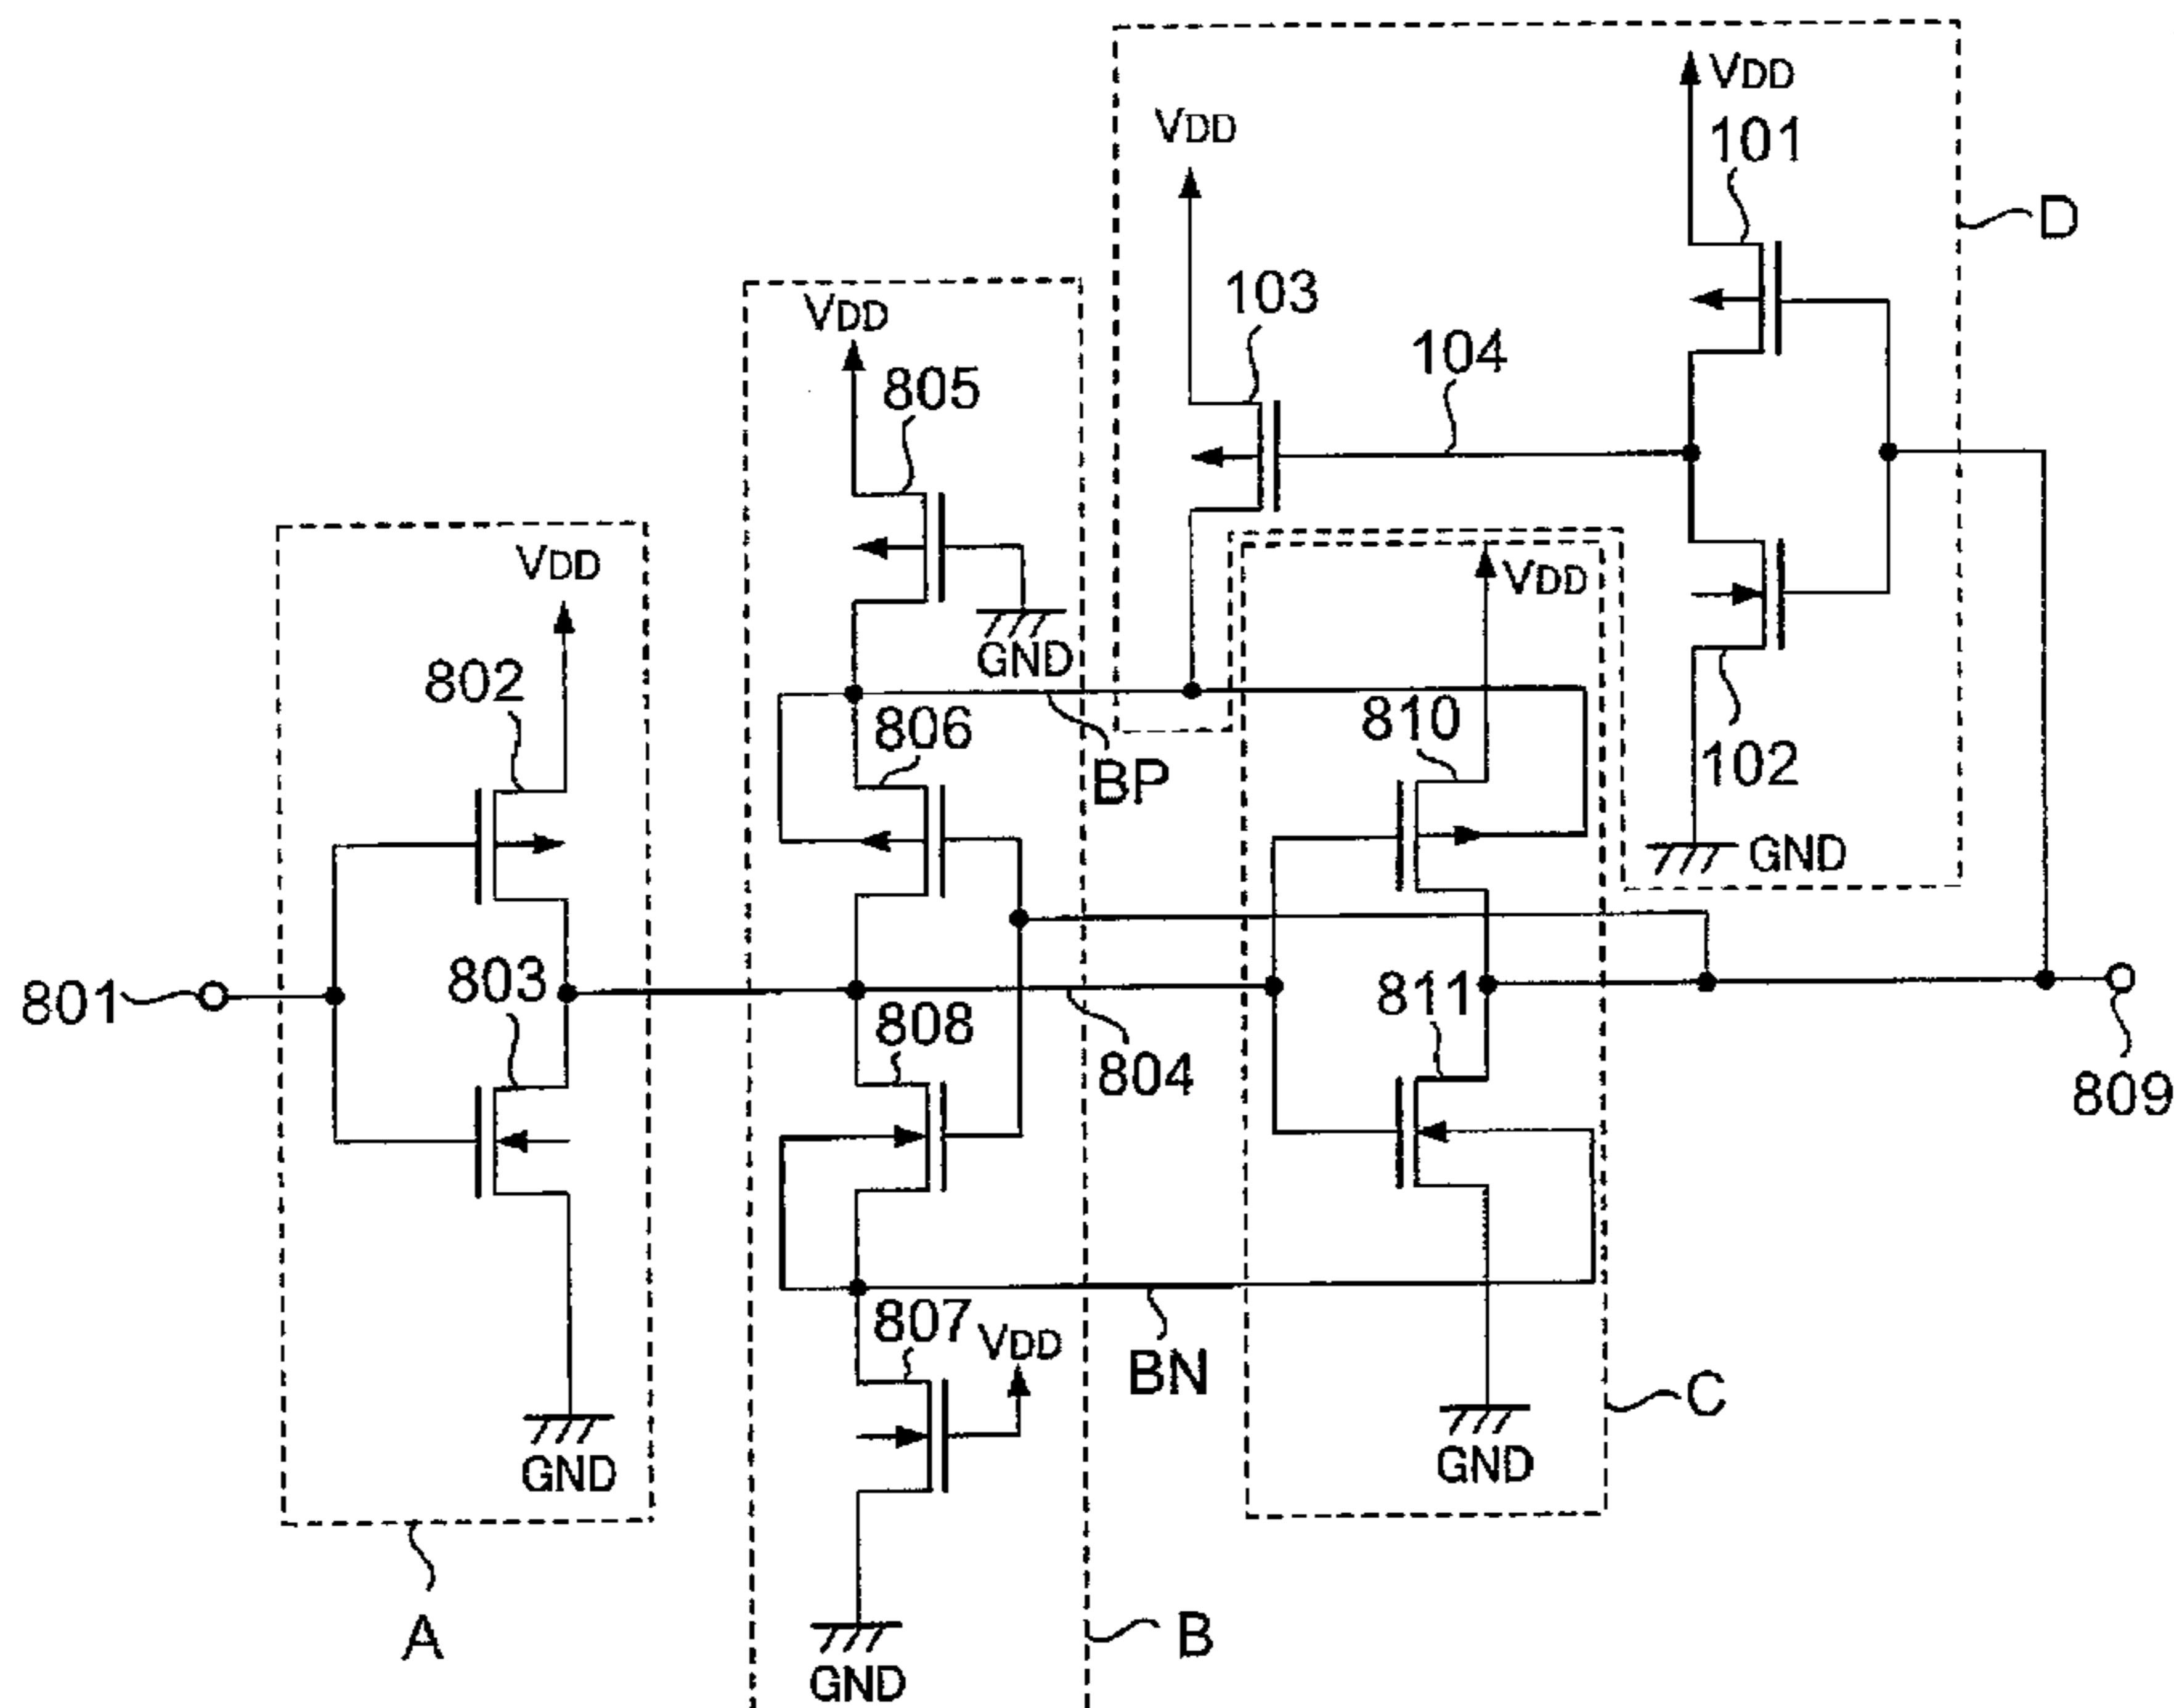 VDD
101
D
VDD
103
104
VDD
805
VDD
VDD
GND
802
806
BP
810
102
GND
801
803
808
804
811
809
807
VDD
BN
GND
GND
C
A
B
GND